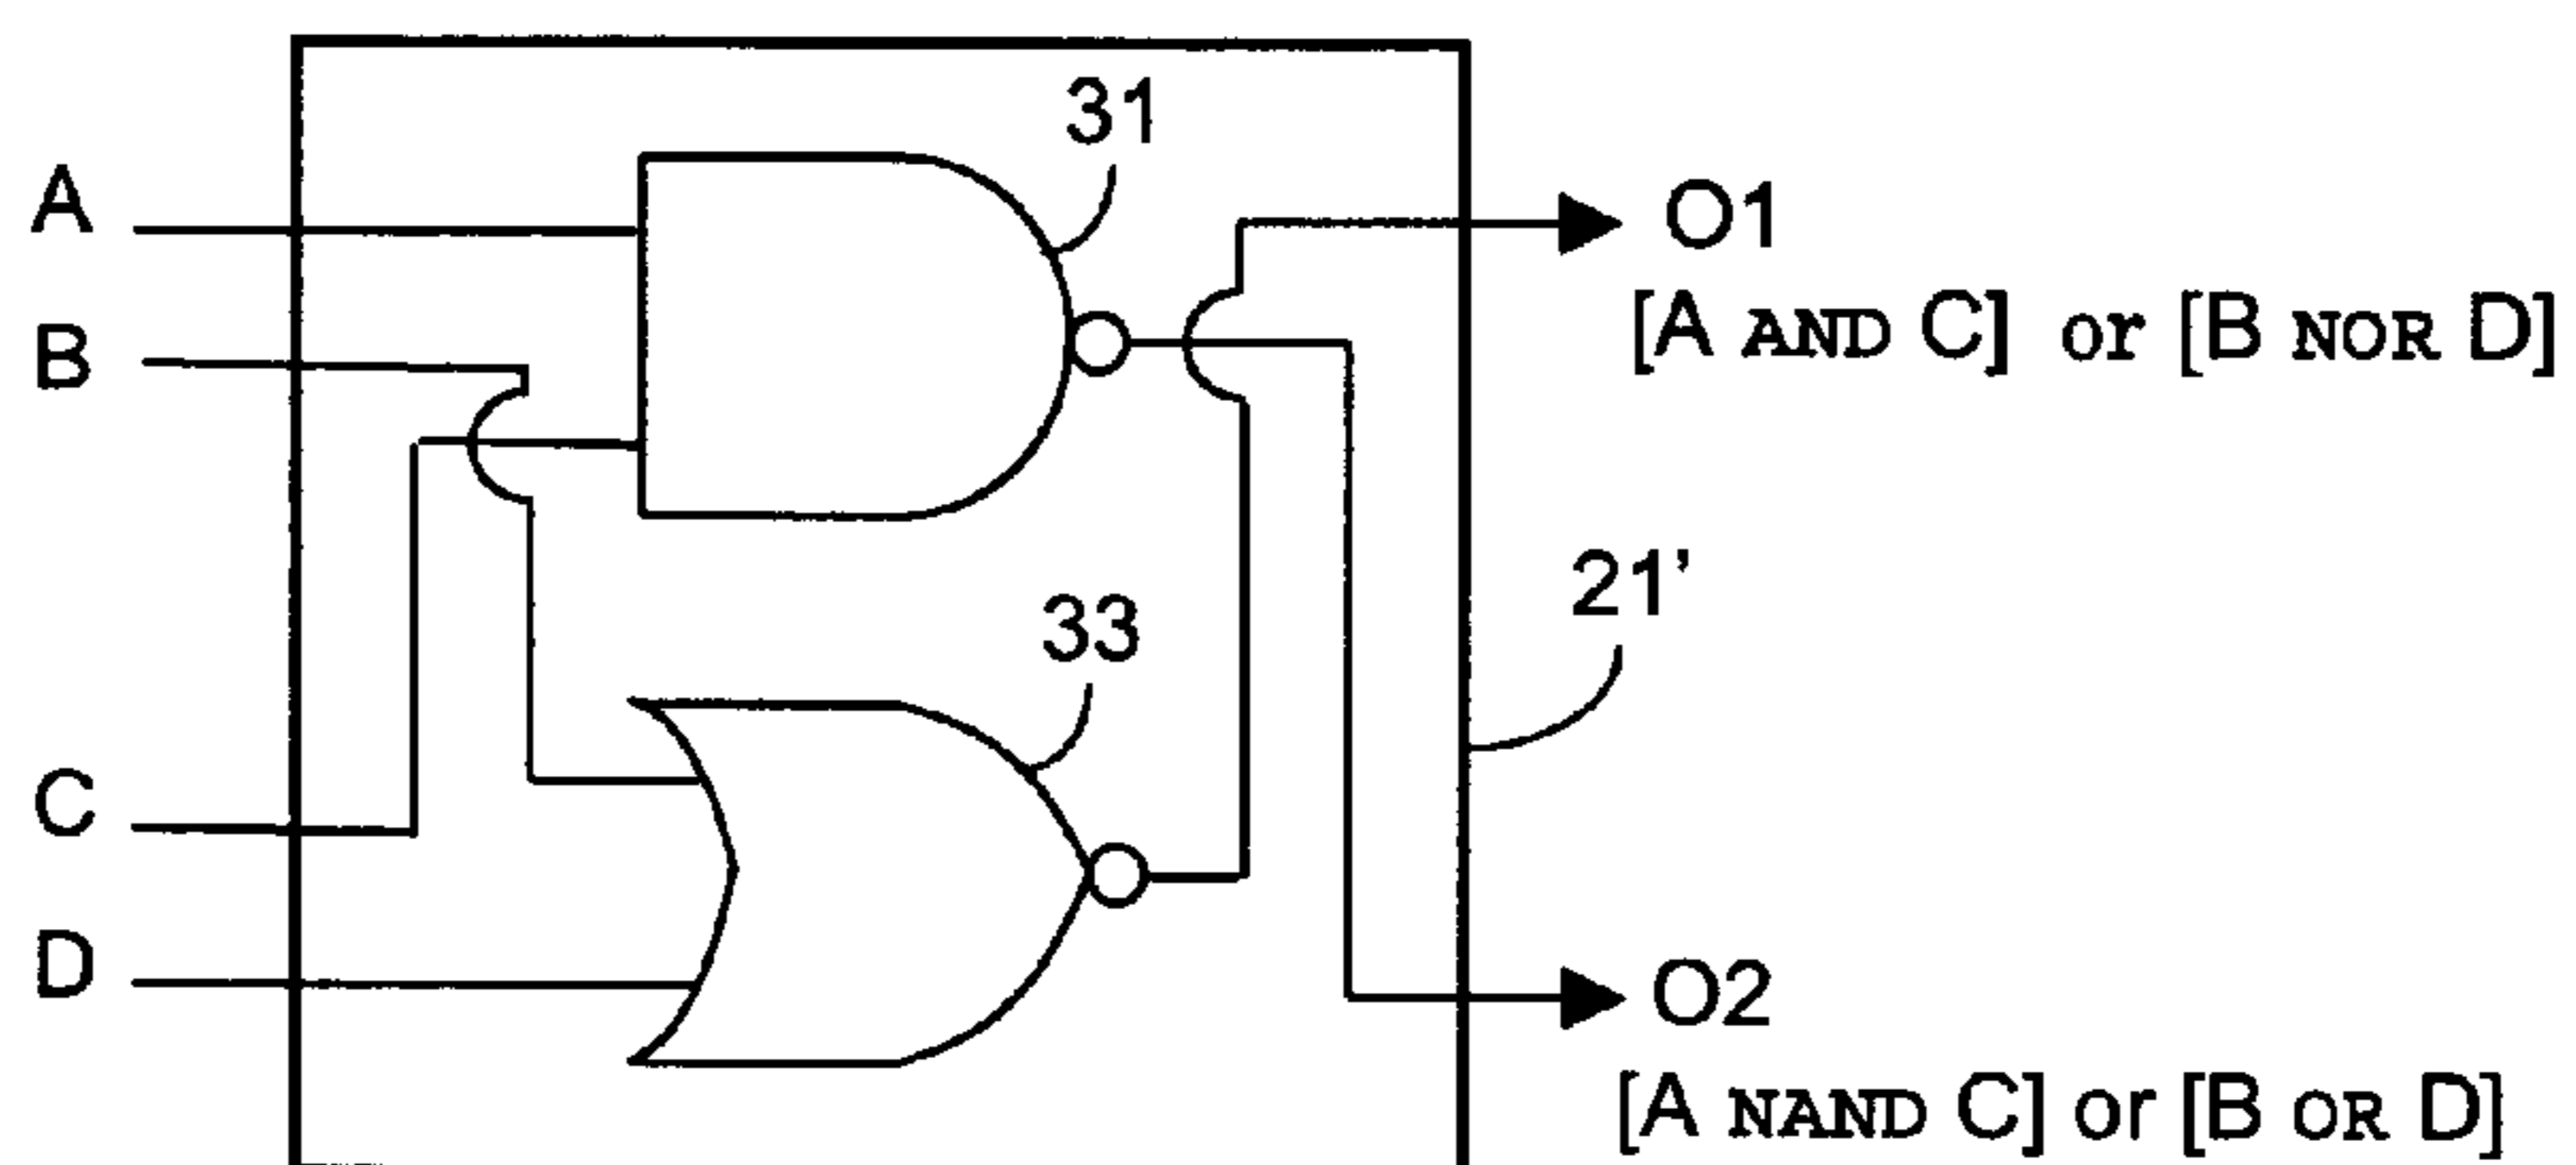 31
A
O1
[A AND C] or [B NOR D]
B
21’
33
C
D
O2
[A NAND C] or [B OR D]